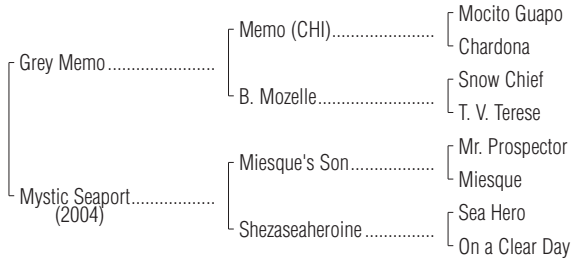 Mocito Guapo
Memo (CHI)
Chardona
Grey Memo
Snow Chief
B. Mozelle
T. V. Terese
Mr. Prospector
Miesque's Son
Miesque
Mystic Seaport
(2004)
Sea Hero
Shezaseaheroine
On a Clear Day